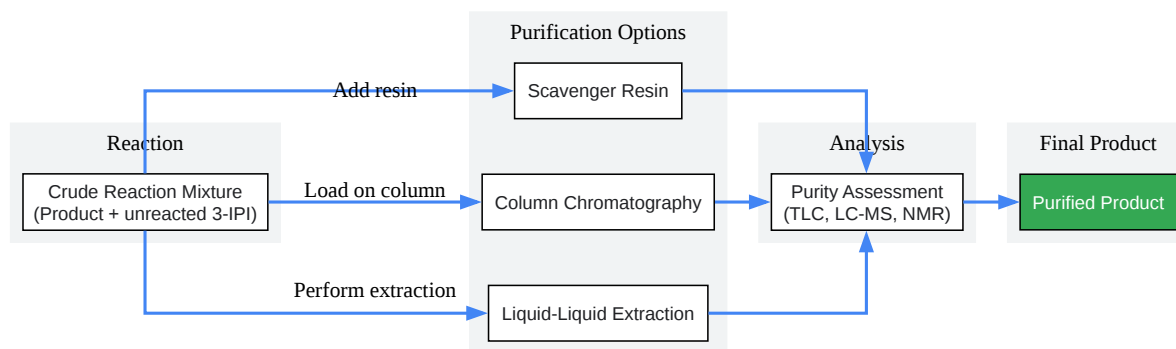 Purification Options
Add resin
Scavenger Resin
Reaction
Crude Reaction Mixture
(Product + unreacted 3-IPI)
Load on column
Column Chromatography
Perform extraction
Liquid-Liquid Extraction
Analysis
Purity Assessment
(TLC, LC-MS, NMR)
Final Product
Purified Product